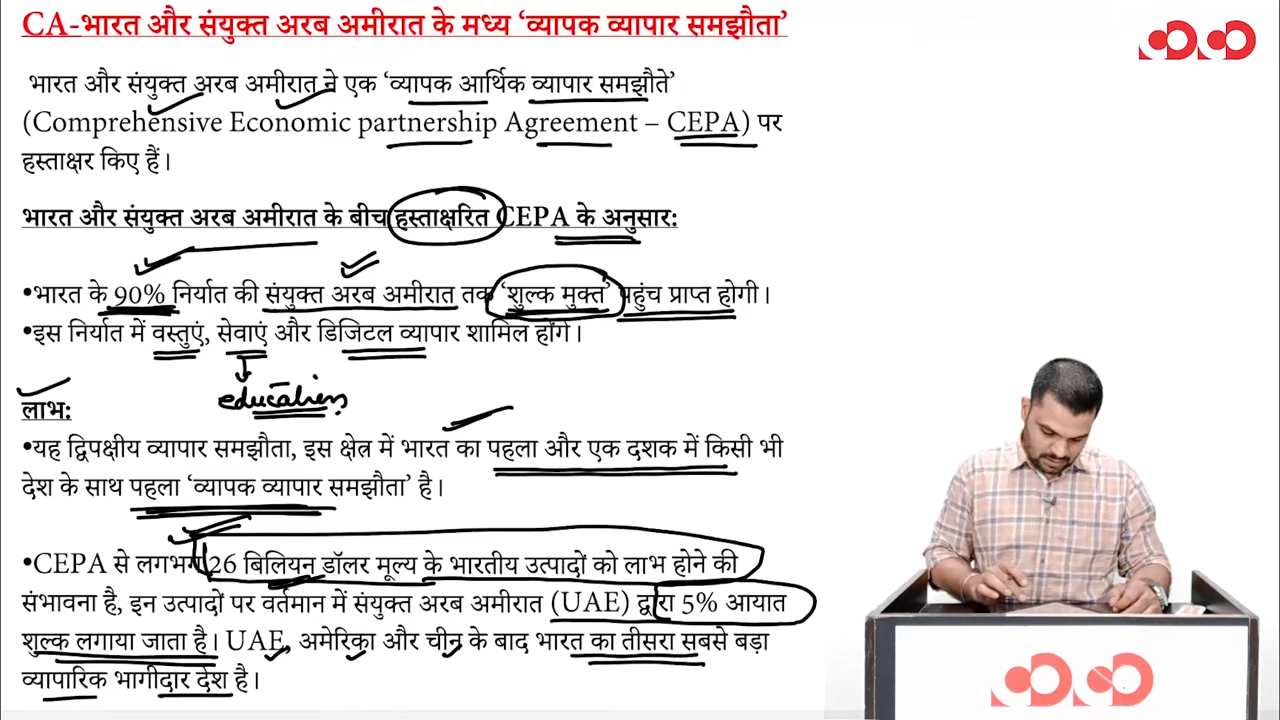 CA-भारत और संयुक्त अरब अमीरात के मध्य ‘व्यापक व्यापार समझौता’
भारत और संयुक्त अरब अमीरात ने एक ‘व्यापक आर्थिक व्यापार समझौते’
(Comprehensive Economic partnership Agreement – CEPA) पर
हस्ताक्षर किए हैं।
भारत और संयुक्त अरब अमीरात के बीच हस्ताक्षरित CEPA के अनुसार:
•भारत के 90% निर्यात की संयुक्त अरब अमीरात तक ‘शुल्क मुक्त’ पहुंच प्राप्त होगी।
•इस निर्यात में वस्तुएं, सेवाएं और डिजिटल व्यापार शामिल होंगे।
education
लाभ:
•यह द्विपक्षीय व्यापार समझौता, इस क्षेत्र में भारत का पहला और एक दशक में किसी भी
देश के साथ पहला ‘व्यापक व्यापार समझौता’ है।
•CEPA से लगभग 26 बिलियन डॉलर मूल्य के भारतीय उत्पादों को लाभ होने की
संभावना है, इन उत्पादों पर वर्तमान में संयुक्त अरब अमीरात (UAE) द्वारा 5% आयात
शुल्क लगाया जाता है। UAE, अमेरिका और चीन के बाद भारत का तीसरा सबसे बड़ा
व्यापारिक भागीदार देश है।